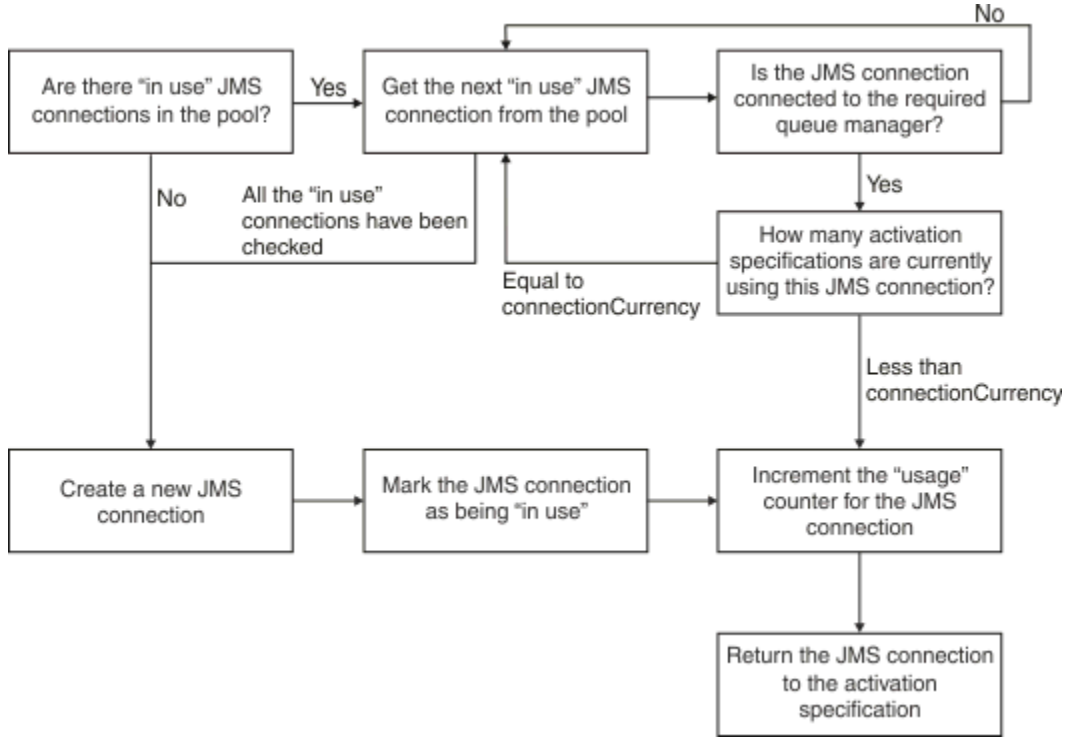 No
Are there “in use” JMS
connections in the pool?
Yes
Get the next “in use” JMS
connection from the pool
Is the JMS connection
connected to the required
queue manager?
No
All the “in use”
connections have been
checked
Yes
How many activation
specifications are currently
using this JMS connection?
Equal to
connectionCurrency
Less than
connectionCurrency
Create a new JMS
connection
Mark the JMS connection
as being “in use”
Increment the “usage”
counter for the JMS
connection
Return the JMS connection
to the activation
specification